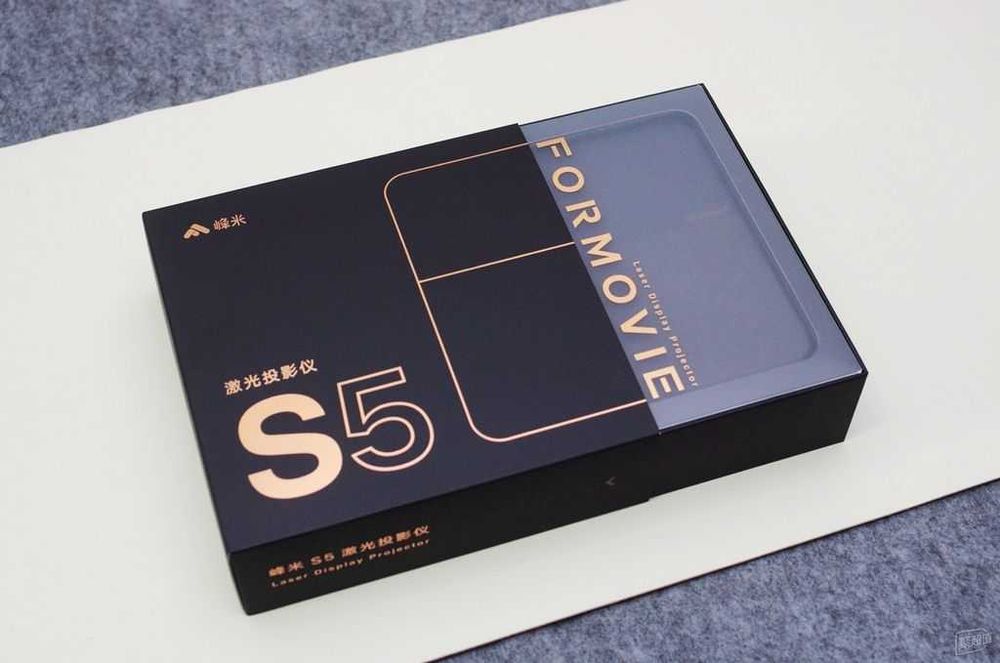 峰米
激光投影仪
S5
FORMOVIE
Laser Display Projector
峰米 S5 激光投影仪
Laser Display Projector